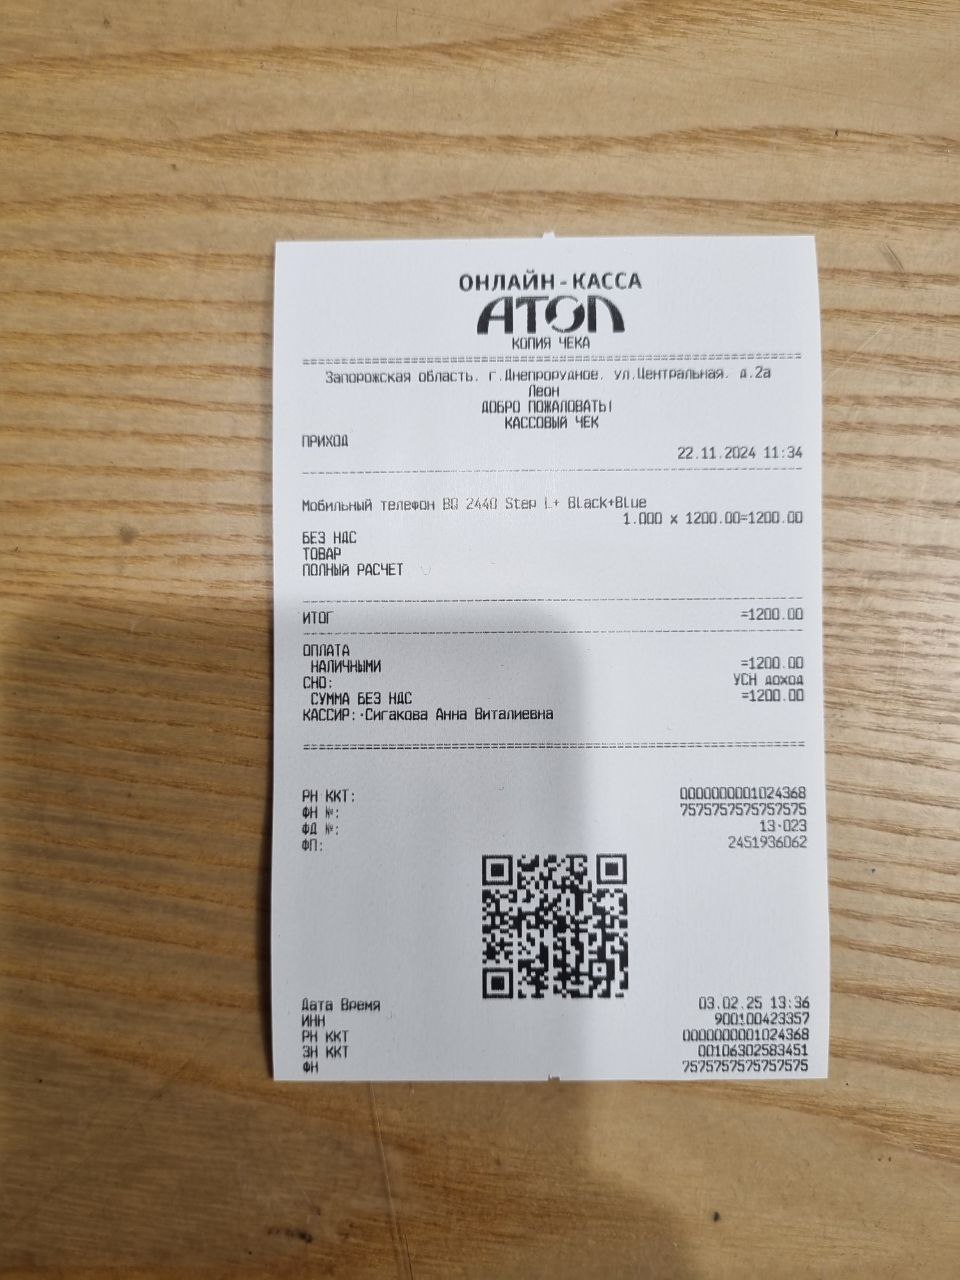 ОНЛАЙН-КАССА
АТОЛ
КОПИЯ ЧЕКА
Запорожская область, г.Днепрорудное, ул.Центральная, д.2а
Леон
ДОБРО ПОЖАЛОВАТЬ!
КАССОВЫЙ ЧЕК
ПРИХОД
22.11.2024 11:34
Мобильный телефон BQ 2440 Step L+ Black+Blue
1.000 x 1200.00=1200.00
БЕЗ НДС
ТОВАР
ПОЛНЫЙ РАСЧЕТ
ИТОГ =1200.00
ОПЛАТА
НАЛИЧНЫМИ =1200.00
СНО: УСН доход
СУММА БЕЗ НДС =1200.00
КАССИР: Сигакова Анна Виталиевна
РН ККТ: 0000000001024368
ФН №: 7575757575757575
ФД №: 13-023
ФП: 2451936062
Дата Время 03.02.25 13:36
ИНН 900100423357
РН ККТ 0000000001024368
ЗН ККТ 00106302583451
ФН 7575757575757575